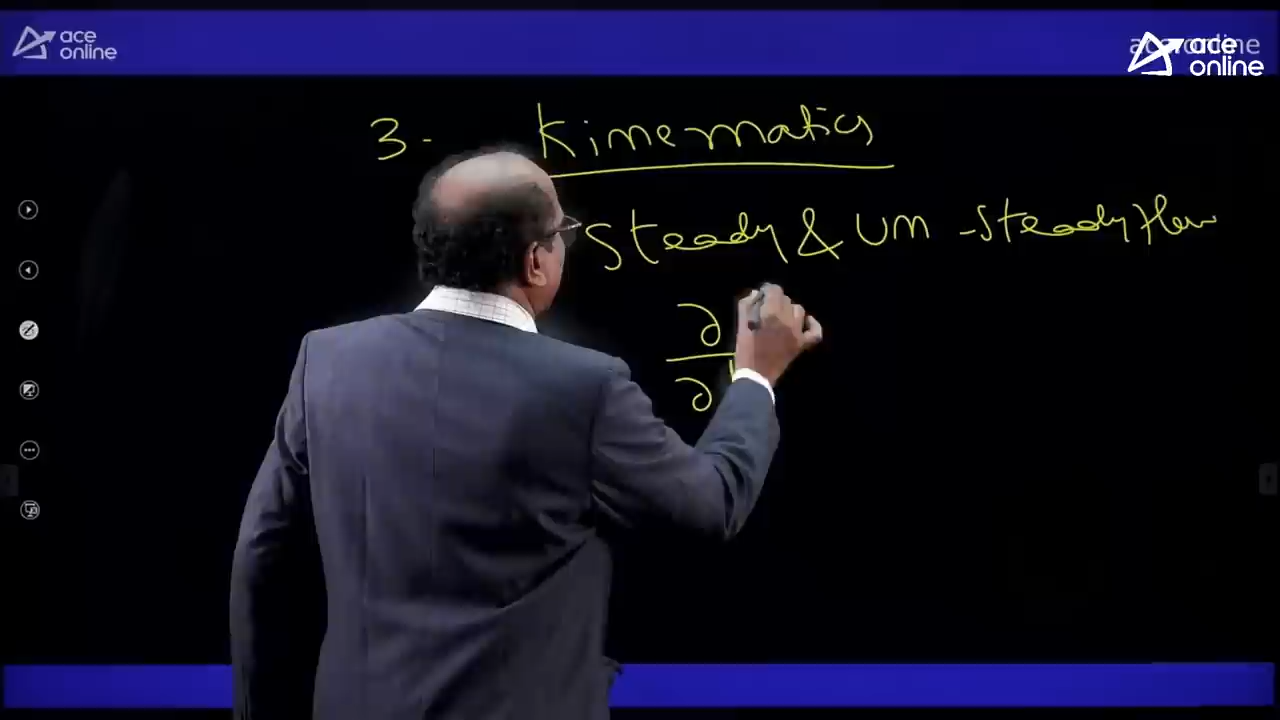 ace online
ace online
3. Kinematics
Steady & un-steady flow
∂
∂